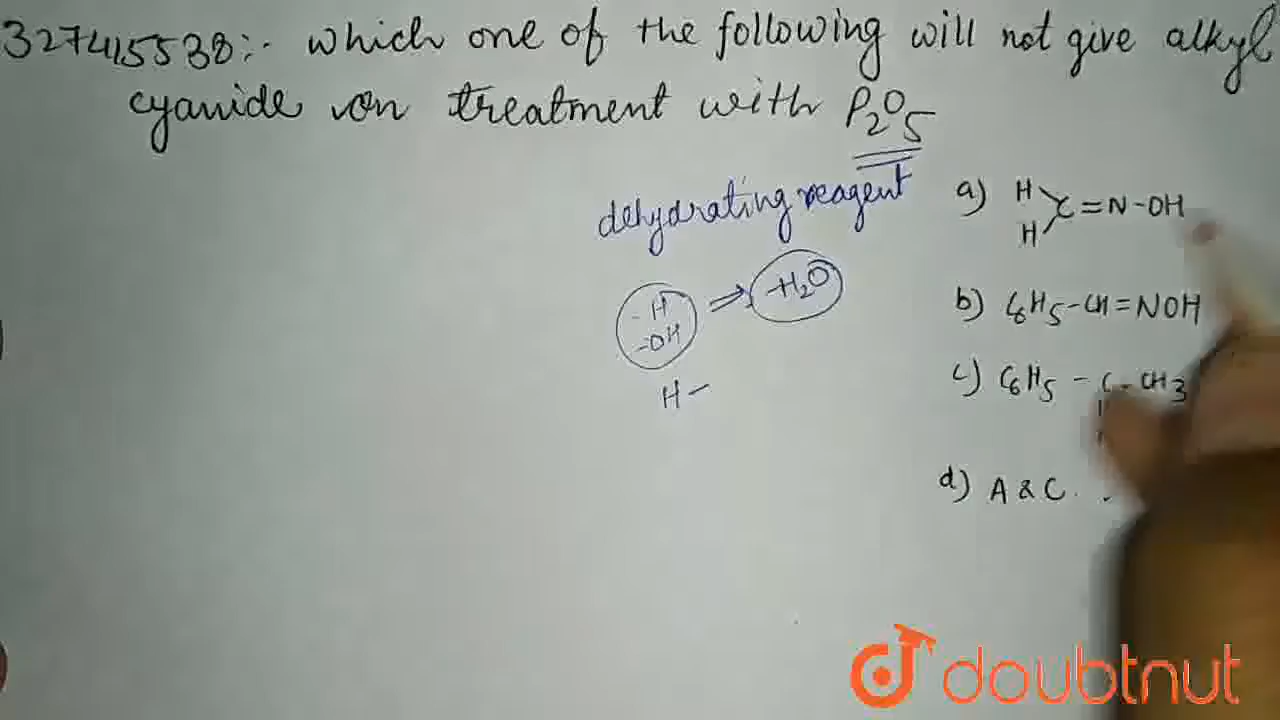 327415538:- which one of the following will not give alkyl
cyanide on treatment with P2O5
dehydrating reagent
-H
-OH
⇒ -H2O
H-
a) H
H
C=N-OH
b) C6H5-CH=NOH
c) C6H5-C-CH3
d) A & C.
doubtnut